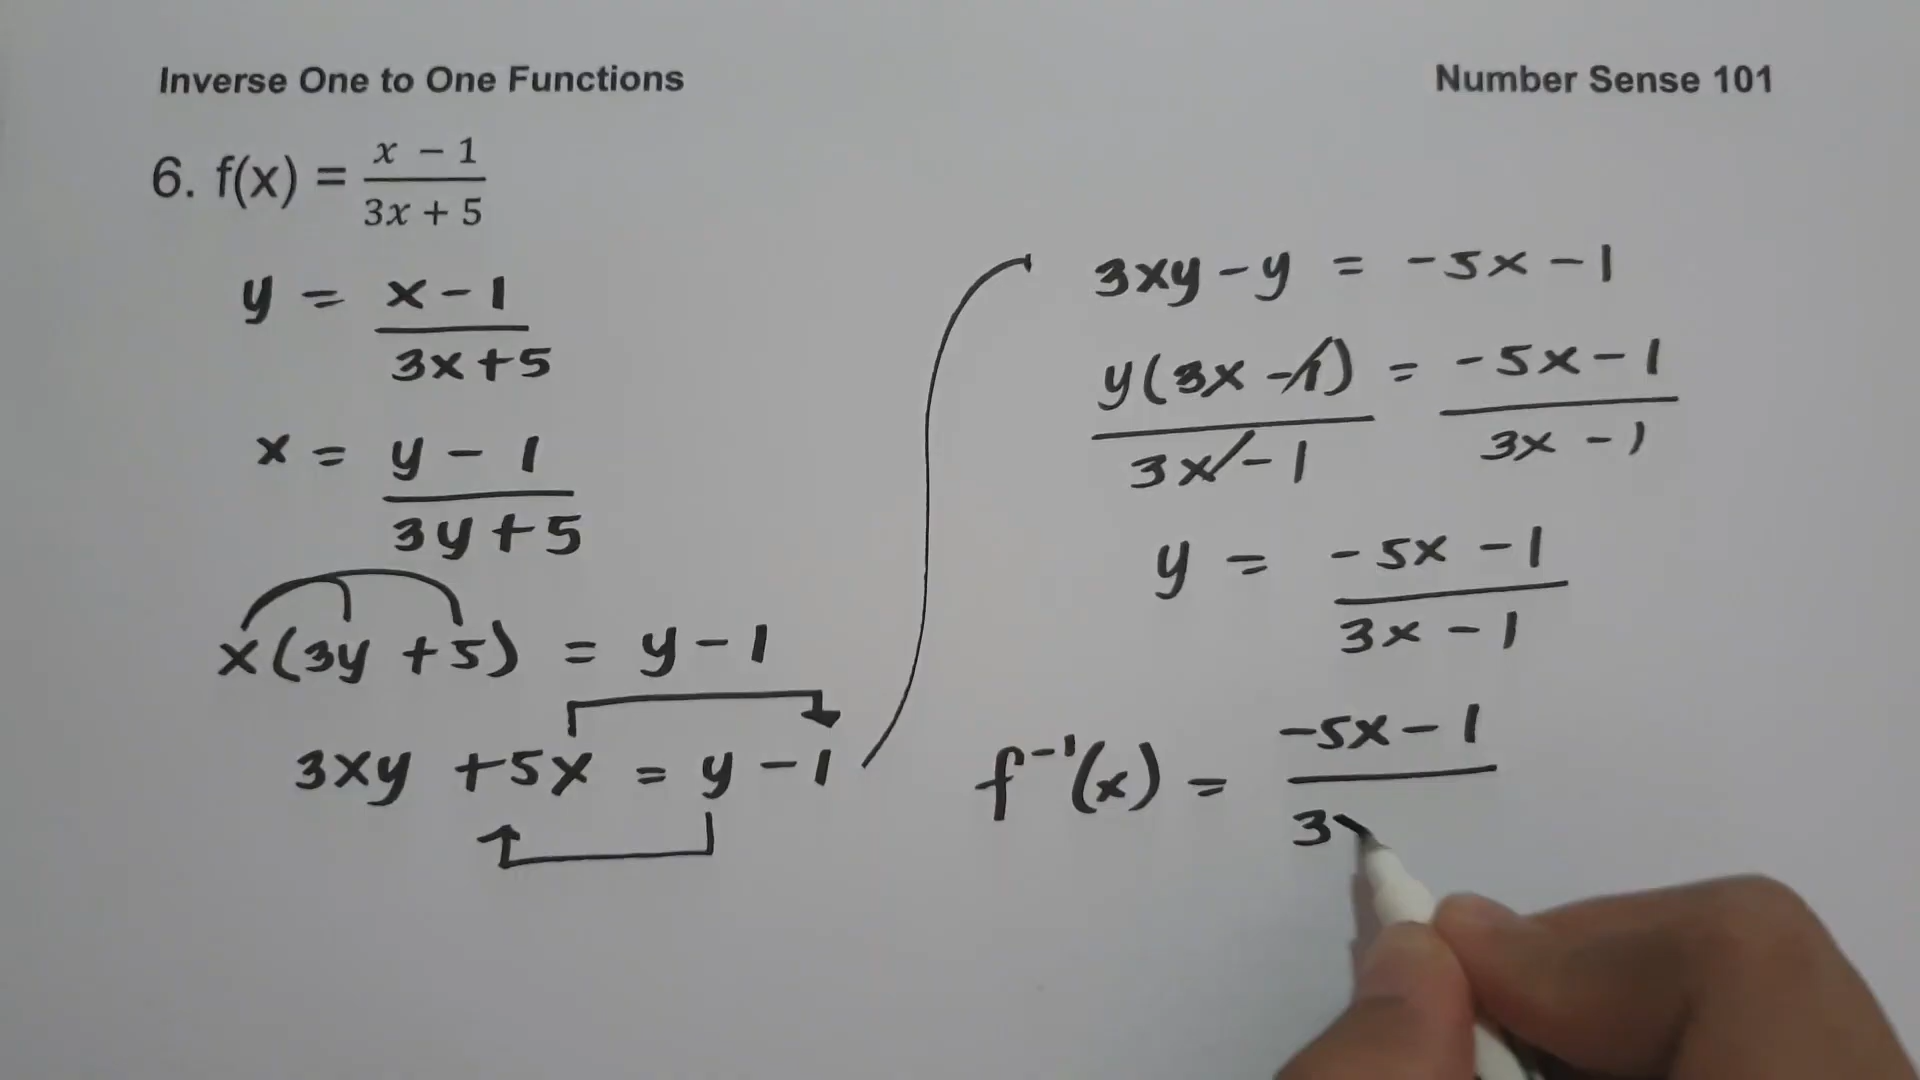 Inverse One to One Functions
Number Sense 101
6. f(x) = x - 1 / 3x + 5
y = x - 1 / 3x + 5
x = y - 1 / 3y + 5
x(3y + 5) = y - 1
3xy + 5x = y - 1
3xy - y = -5x - 1
y(3x - 1) / 3x - 1 = -5x - 1 / 3x - 1
y = -5x - 1 / 3x - 1
f⁻¹(x) = -5x - 1 / 3